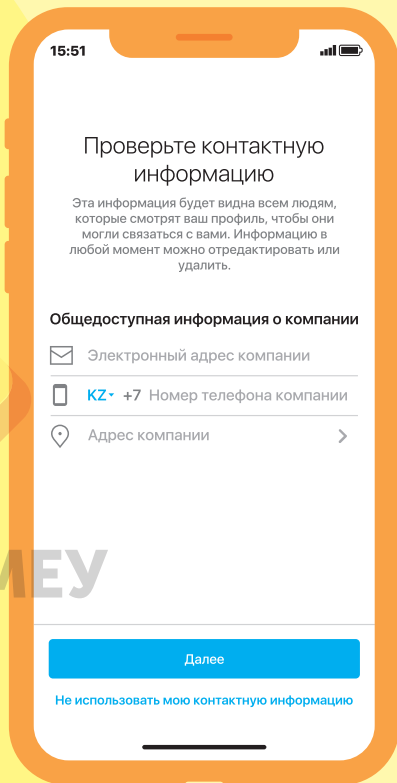 15:51
Проверьте контактную
информацию
Эта информация будет видна всем людям,
которые смотрят ваш профиль, чтобы они
могли связаться с вами. Информацию в
любой момент можно отредактировать или
удалить.
Общедоступная информация о компании
Электронный адрес компании
KZ +7 Номер телефона компании
Адрес компании
МЕУ
Далее
Не использовать мою контактную информацию